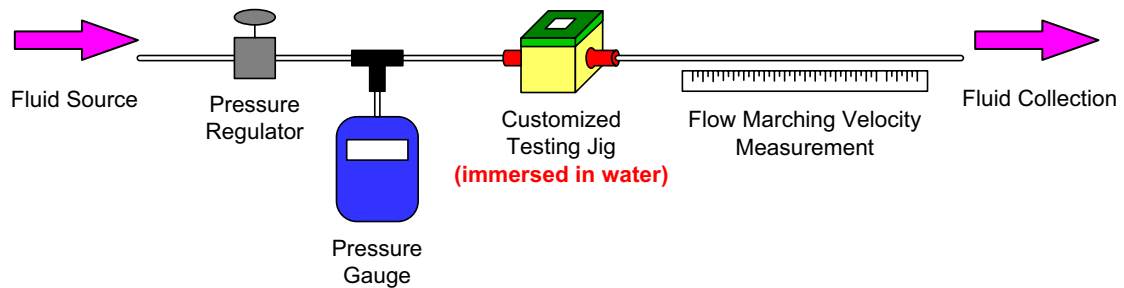 Fluid Source
Pressure
Regulator
Pressure
Gauge
Customized
Testing Jig
(immersed in water)
Flow Marching Velocity
Measurement
Fluid Collection